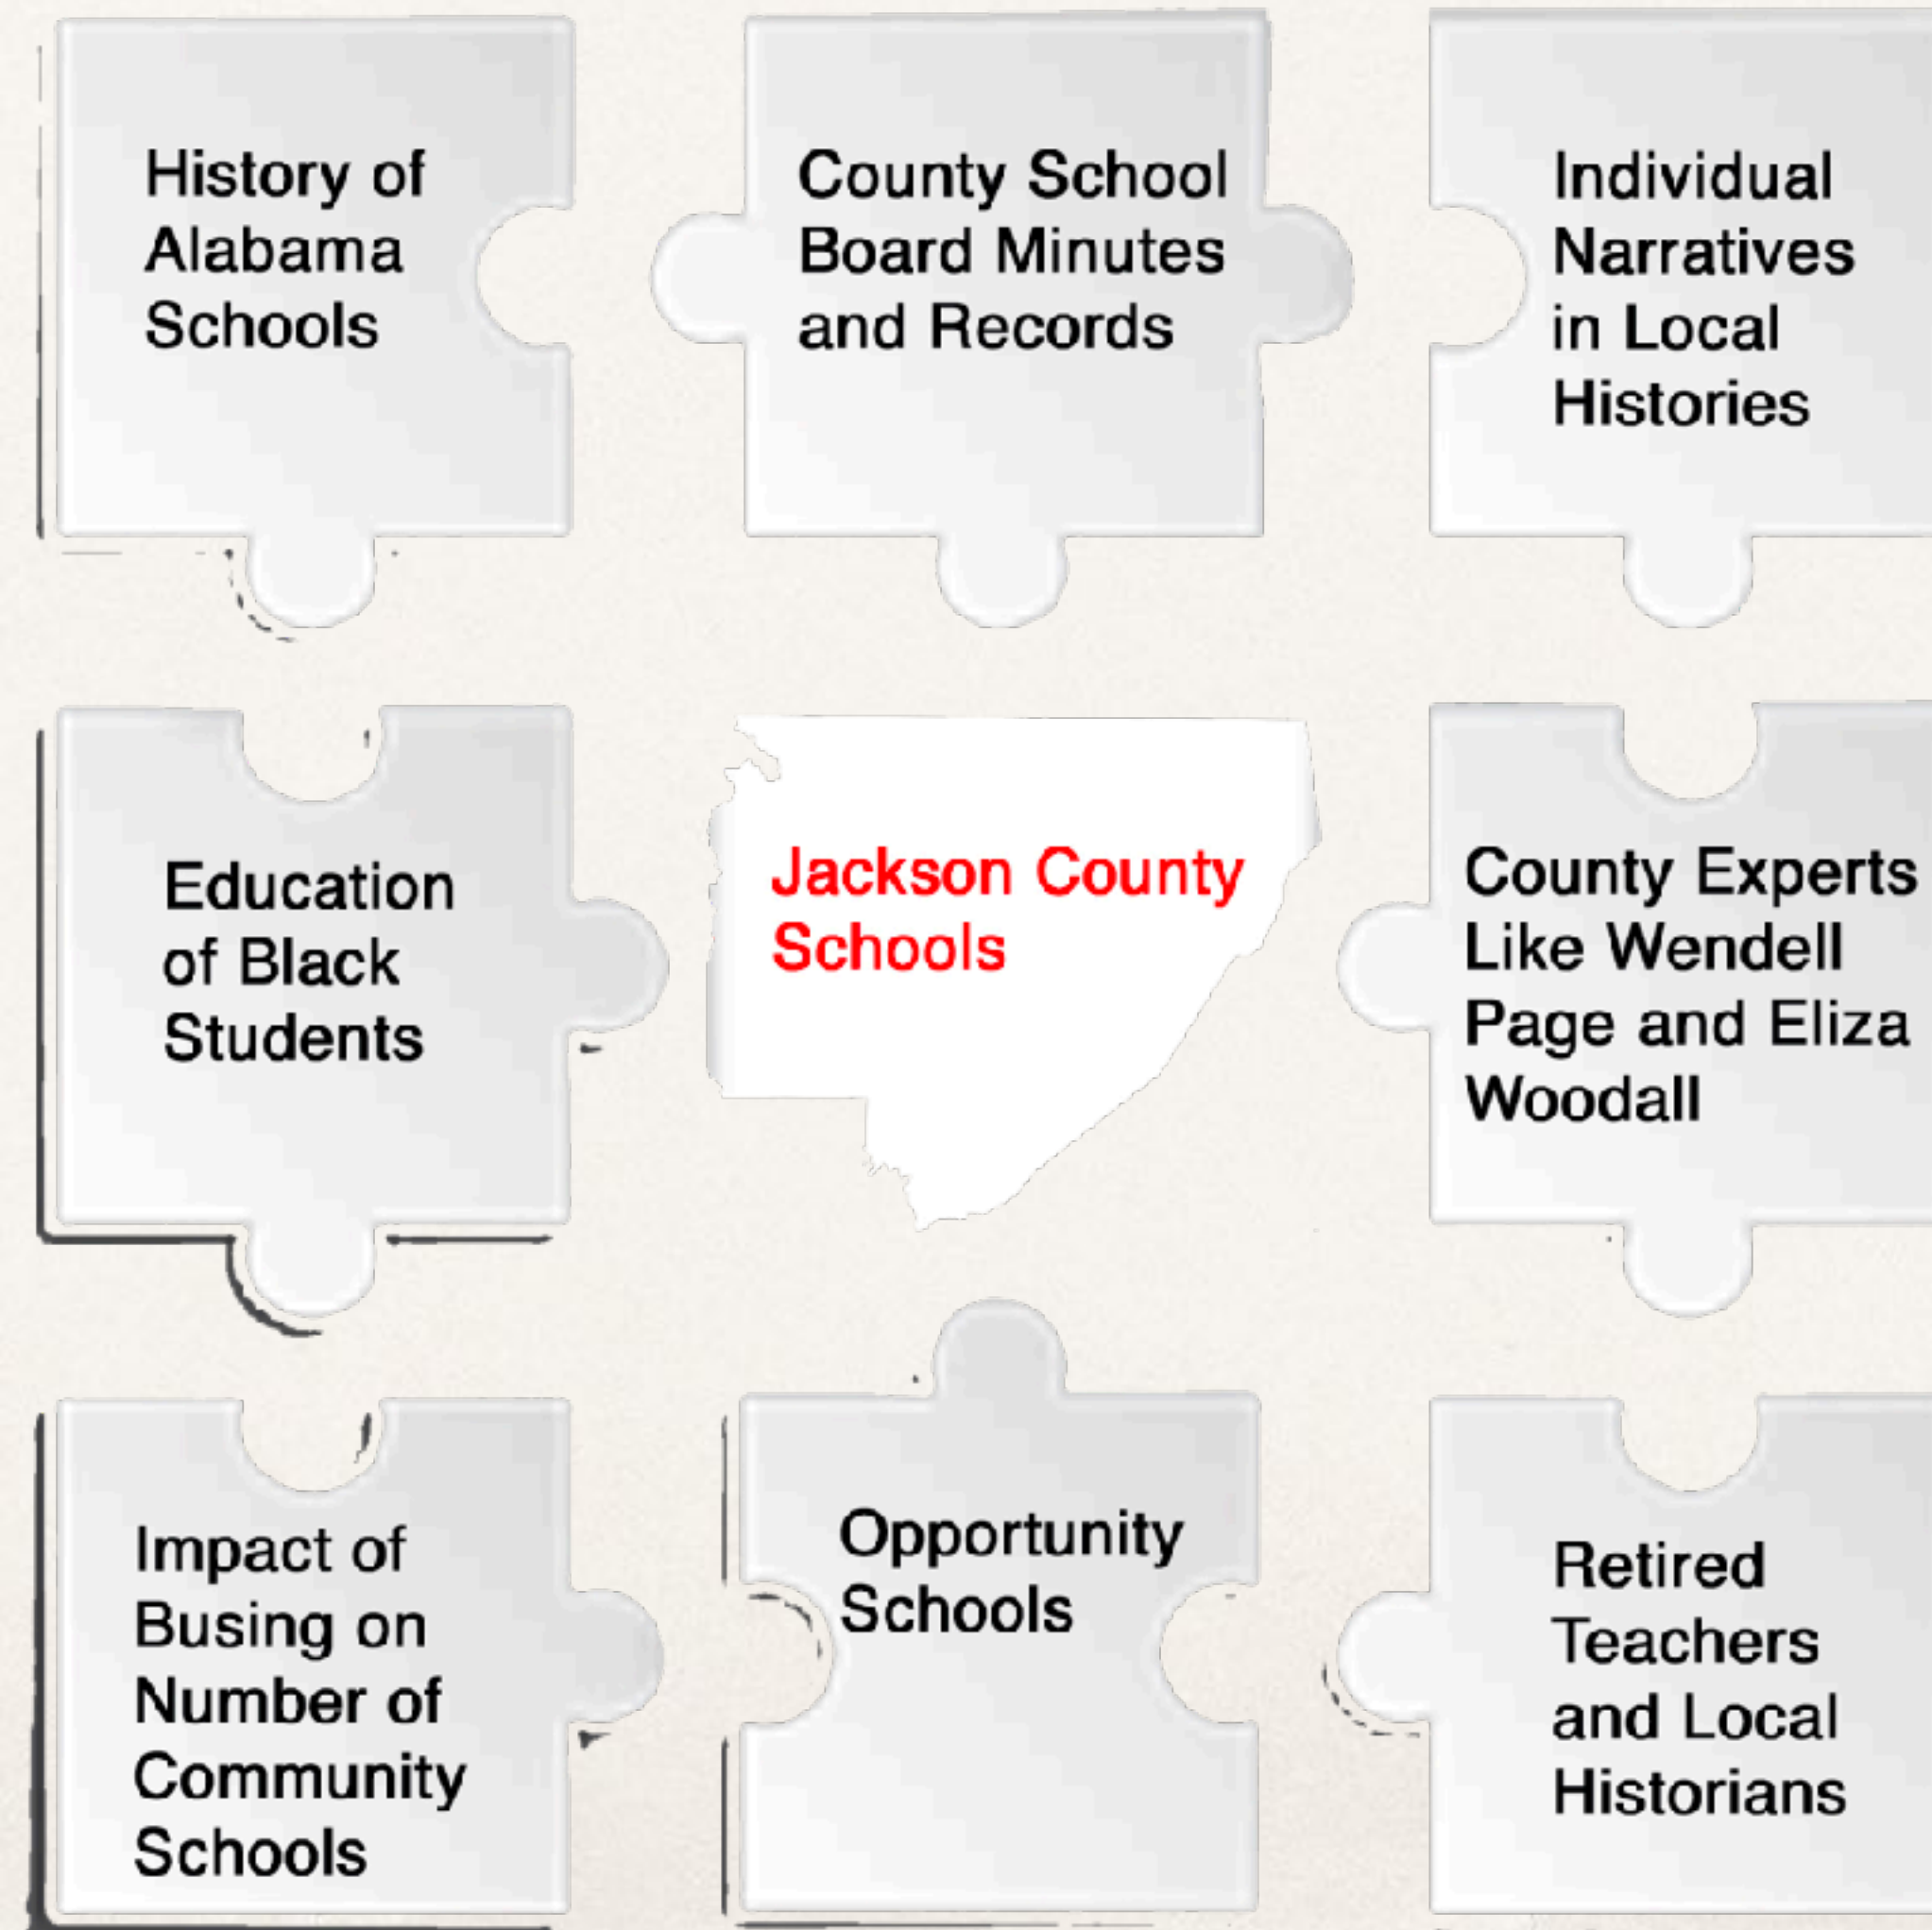 History of
Alabama
Schools
County School
Board Minutes
and Records
Individual
Narratives
in Local
Histories
Education
of Black
Students
Jackson County
Schools
County Experts
Like Wendell
Page and Eliza
Woodall
Impact of
Busing on
Number of
Community
Schools
Opportunity
Schools
Retired
Teachers
and Local
Historians